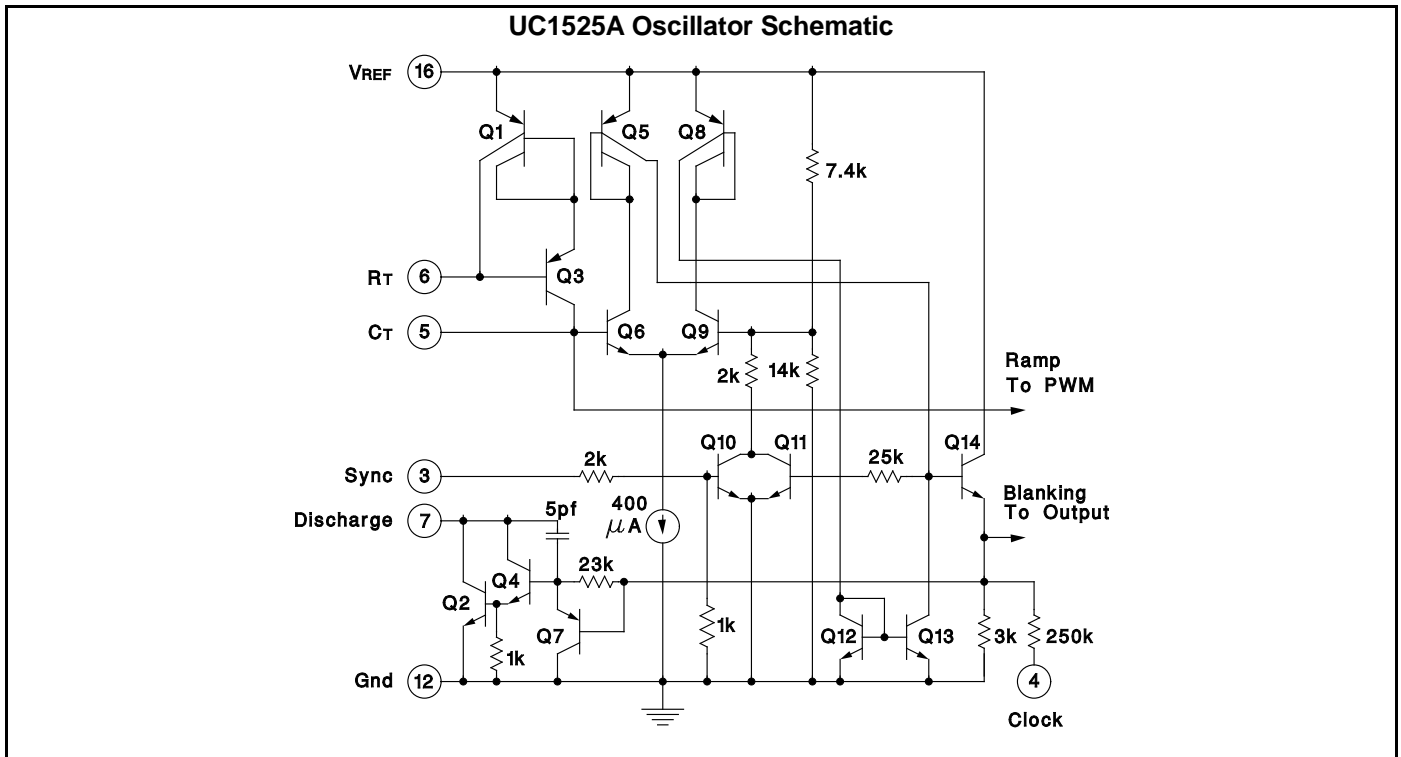 UC1525A Oscillator Schematic
VREF 16
Q1 Q5 Q8
7.4k
RT 6 Q3
CT 5 Q6 Q9
2k 14k
Ramp
To PWM
Q10 Q11 Q14
Sync 3 2k 25k
Blanking
To Output
Discharge 7 5pf 400
μA
23k
Q4
Q2
Q7 1k Q12 Q13 3k 250k
1k
Gnd 12 4
Clock